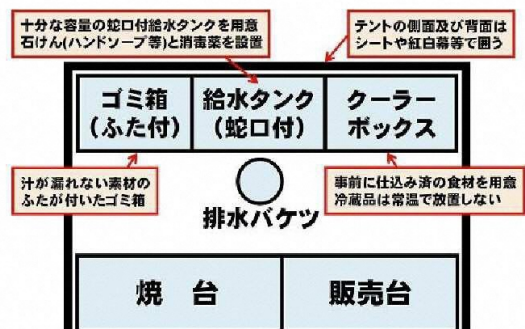 十分な容量の蛇口付給水タンクを用意
石けん(ハンドソープ等)と消毒薬を設置
テントの側面及び背面は
シートや紅白幕等で囲う
ゴミ箱
(ふた付)
給水タンク
(蛇口付)
クーラー
ボックス
汁が漏れない素材の
ふたが付いたゴミ箱
事前に仕込み済の食材を用意
冷蔵品は常温で放置しない
排水バケツ
焼 台
販売台